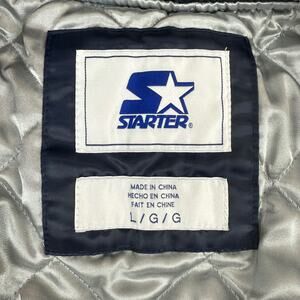 STARTER®
MADE IN CHINA
HECHO EN CHINA
FAIT EN CHINE
L/G/G